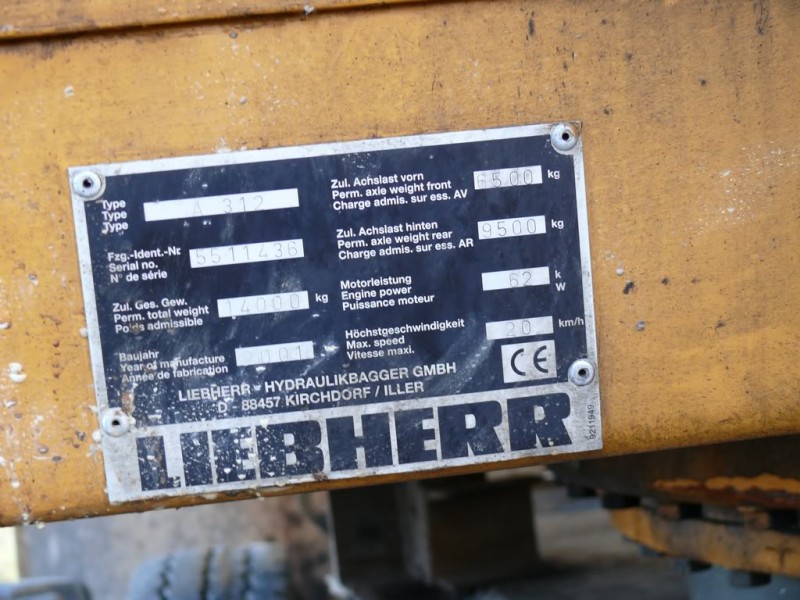 Type
Type
Type
A 312
Fzg.-Ident.-Nr
Serial no.
N° de série
5511436
Zul. Ges. Gew.
Perm. total weight
Poids admissible
14000 kg
Baujahr
Year of manufacture
Année de fabrication
Zul. Achslast vorn
Perm. axle weight front
Charge admis. sur ess. AV
6500 kg
Zul. Achslast hinten
Perm. axle weight rear
Charge admis. sur ess. AR
9500 kg
Motorleistung
Engine power
Puissance moteur
62 k
W
Höchstgeschwindigkeit
Max. speed
Vitesse maxi.
20 km/h
CE
LIEBHERR - HYDRAULIKBAGGER GMBH
D - 88457 KIRCHDORF / ILLER
LIEBHERR
9211949